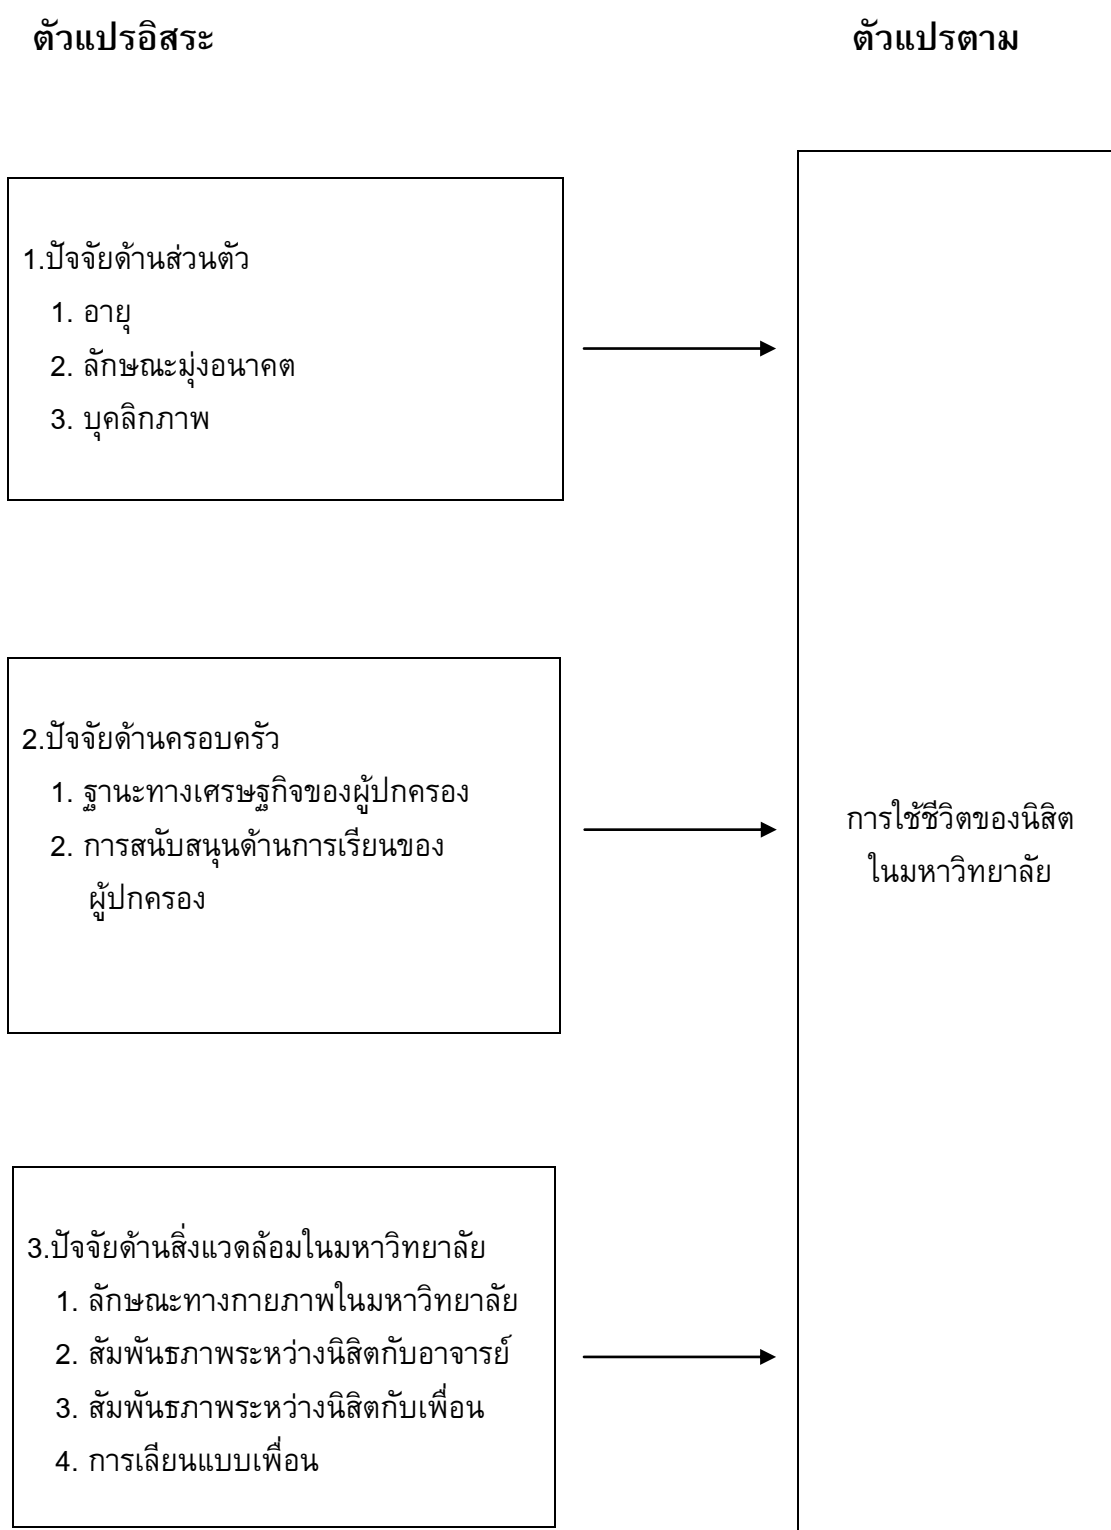 ตัวแปรอิสระ
ตัวแปรตาม
1.ปัจจัยด้านส่วนตัว
1. อายุ
2. ลักษณะมุ่งอนาคต
3. บุคลิกภาพ
2.ปัจจัยด้านครอบครัว
1. ฐานะทางเศรษฐกิจของผู้ปกครอง
2. การสนับสนุนด้านการเรียนของ
ผู้ปกครอง
การใช้ชีวิตของนิสิต
ในมหาวิทยาลัย
3.ปัจจัยด้านสิ่งแวดล้อมในมหาวิทยาลัย
1. ลักษณะทางกายภาพในมหาวิทยาลัย
2. สัมพันธภาพระหว่างนิสิตกับอาจารย์
3. สัมพันธภาพระหว่างนิสิตกับเพื่อน
4. การเลียนแบบเพื่อน